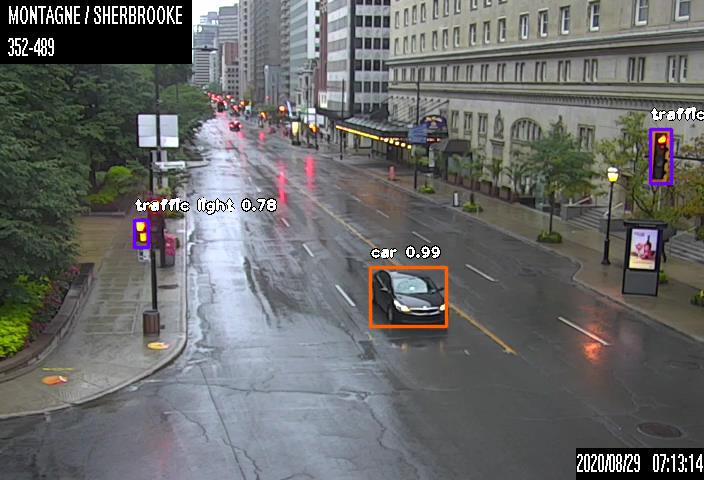 MONTAGNE / SHERBROOKE
352-489
traffic
traffic light 0.78
car 0.99
2020/08/29 07:13:14